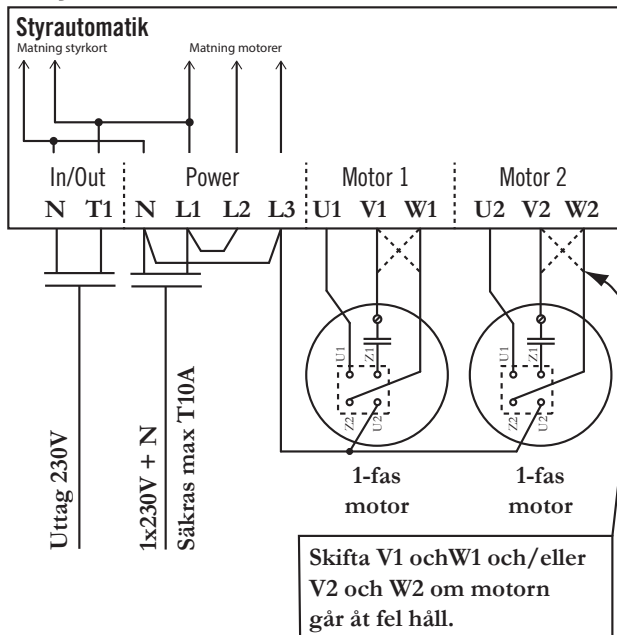 Styrautomatik
Matning styrkort
Matning motorer
In/Out
Power
Motor 1
Motor 2
N T1 N L1 L2 L3 U1 V1 W1 U2 V2 W2
U1 Z1
Z2 U2
U1 Z1
Z2 U2
Uttag 230V
1x230V + N
Säkras max T10A
1-fas
motor
1-fas
motor
Skifta V1 ochW1 och/eller
V2 och W2 om motorn
går åt fel håll.